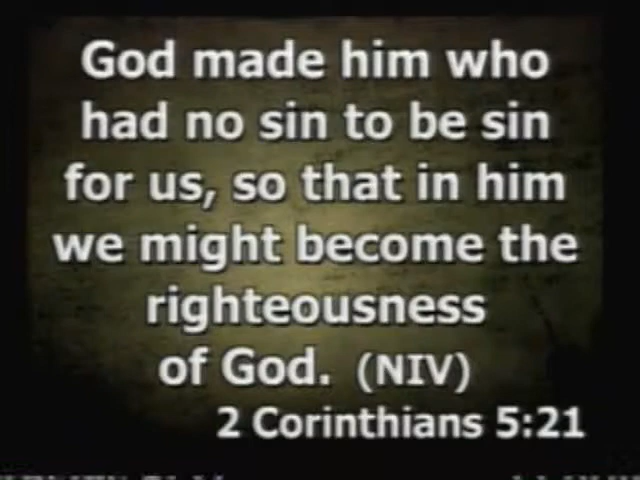 God made him who
had no sin to be sin
for us, so that in him
we might become the
righteousness
of God. (NIV)
2 Corinthians 5:21